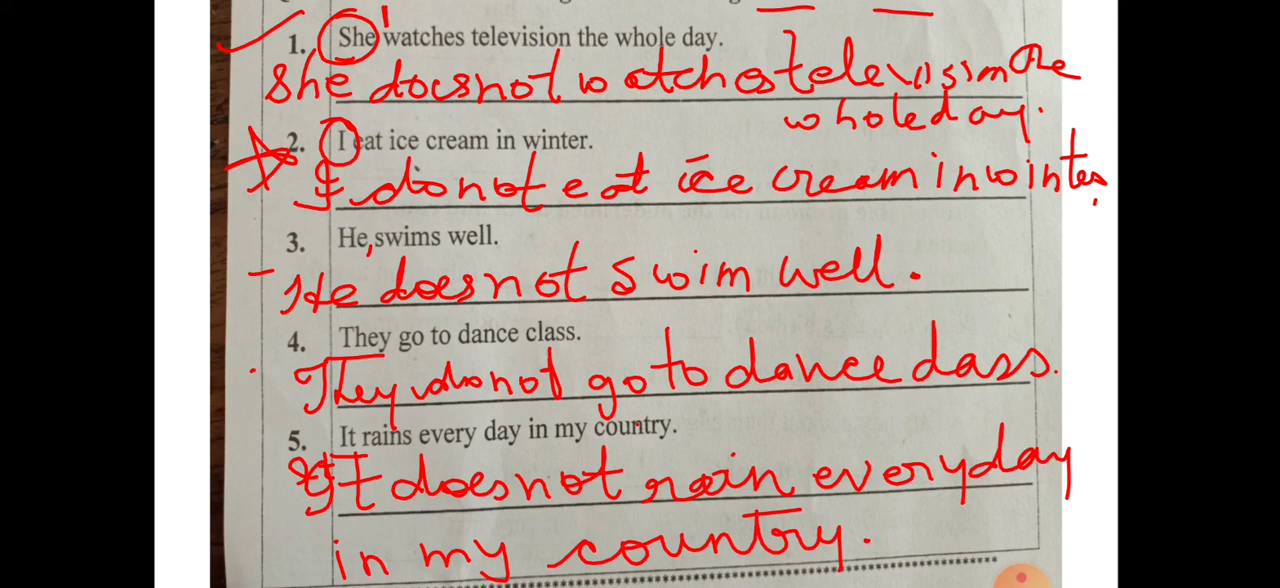 1. She watches television the whole day.
She does not watches television the
whole day.
2. I eat ice cream in winter.
I do not eat ice cream in winter.
3. He swims well.
He does not swim well.
4. They go to dance class.
They do not go to dance class.
5. It rains every day in my country.
It does not rain everyday
in my country.